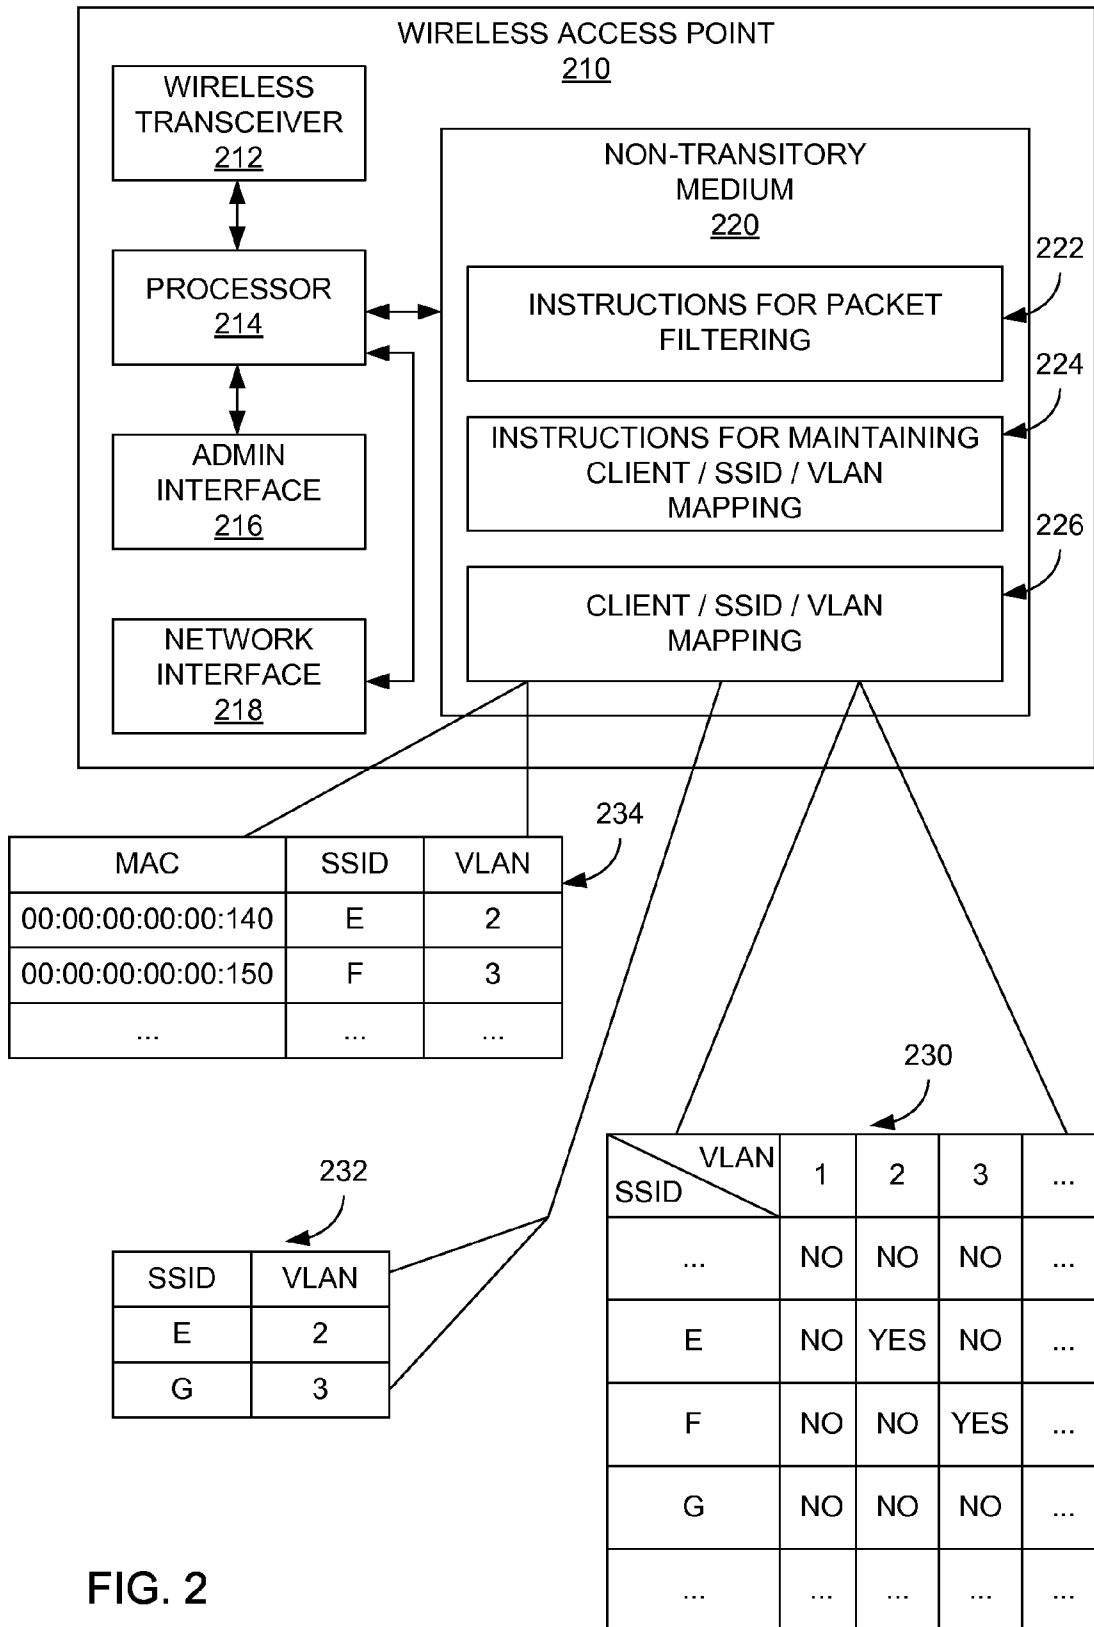 WIRELESS ACCESS POINT
210
WIRELESS
TRANSCEIVER
212
PROCESSOR
214
ADMIN
INTERFACE
216
NETWORK
INTERFACE
218
NON-TRANSITORY
MEDIUM
220
INSTRUCTIONS FOR PACKET
FILTERING
222
INSTRUCTIONS FOR MAINTAINING
CLIENT / SSID / VLAN
MAPPING
224
CLIENT / SSID / VLAN
MAPPING
226
234
MAC SSID VLAN
00:00:00:00:00:140 E 2
00:00:00:00:00:150 F 3
... ... ...
232
SSID VLAN
E 2
G 3
230
VLAN
SSID
1 2 3 ...
... NO NO NO ...
E NO YES NO ...
F NO NO YES ...
G NO NO NO ...
... ... ... ... ...
FIG. 2